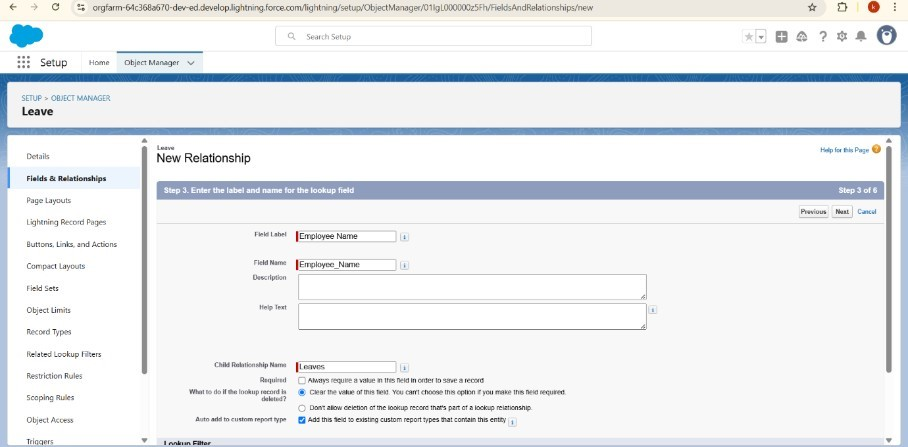 orgfarm-64c368a670-dev-ed.develop.lightning.force.com/lightning/setup/ObjectManager/01IgL000000z5Fh/FieldsAndRelationships/new
Search Setup
Setup Home Object Manager
SETUP > OBJECT MANAGER
Leave
Details
Fields & Relationships
Page Layouts
Lightning Record Pages
Buttons, Links, and Actions
Compact Layouts
Field Sets
Object Limits
Record Types
Related Lookup Filters
Restriction Rules
Scoping Rules
Object Access
Triggers
Leave
New Relationship
Help for this Page
Step 3. Enter the label and name for the lookup field Step 3 of 6
Previous Next Cancel
Field Label Employee Name
Field Name Employee_Name
Description
Help Text
Child Relationship Name Leaves
Required Always require a value in this field in order to save a record
What to do if the lookup record is deleted? Clear the value of this field. You can't choose this option if you make this field required.
Don't allow deletion of the lookup record that's part of a lookup relationship.
Auto add to custom report type Add this field to existing custom report types that contain this entity
Lookup Filter